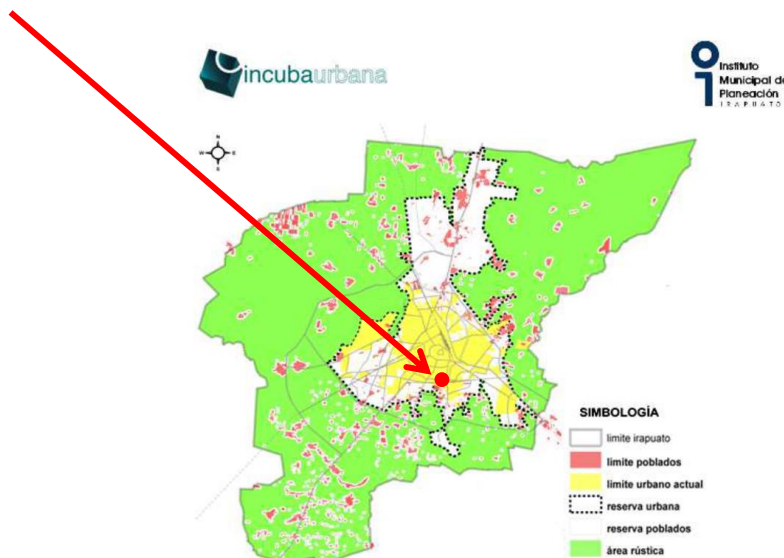 incubaurbana
Instituto
Municipal de
Planeación
IRAPUATO
N
W E
S
SIMBOLOGÍA
limite irapuato
limite poblados
limite urbano actual
reserva urbana
reserva poblados
área rústica